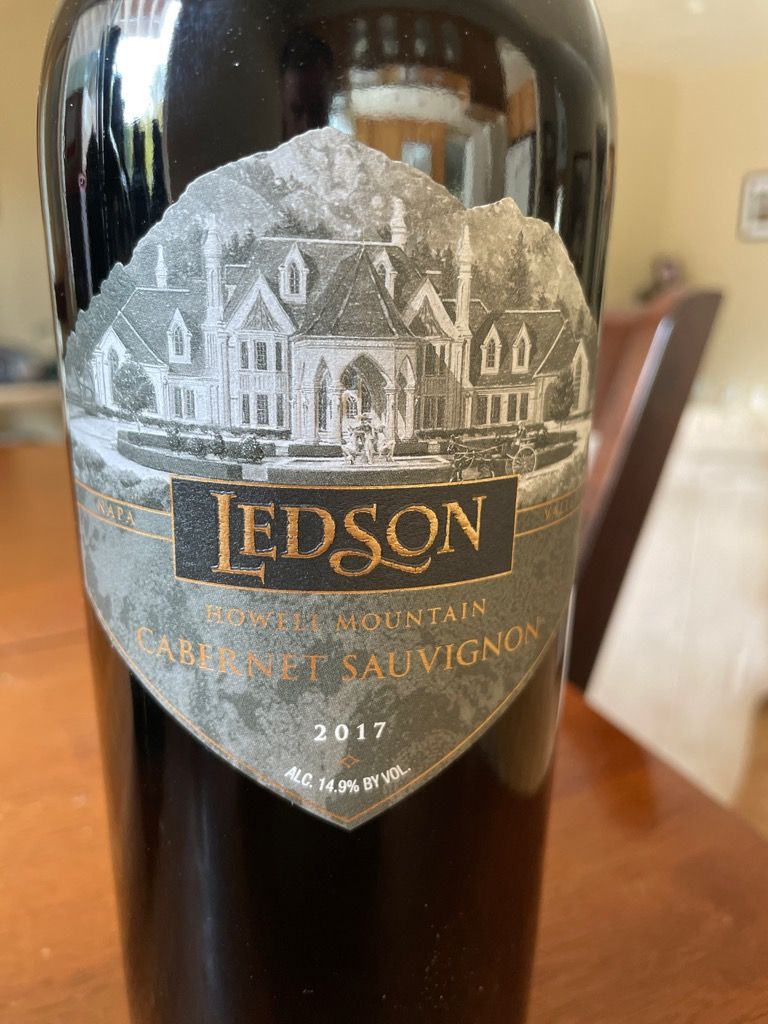 NAPA VALLEY
LEDSON
HOWELL MOUNTAIN
CABERNET SAUVIGNON
2017
ALC. 14.9% BY VOL.